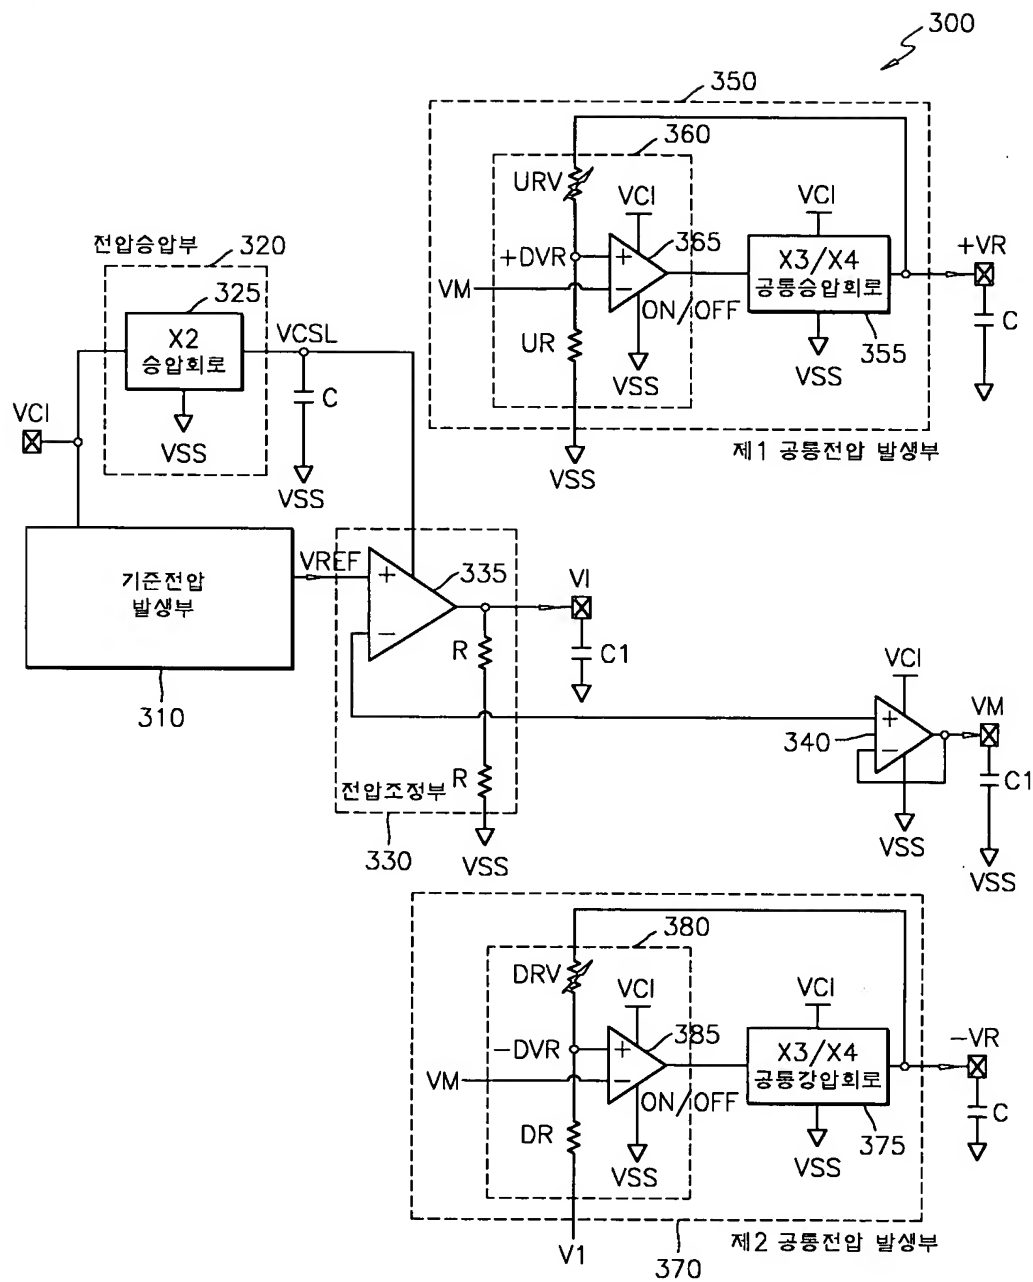 300
350
360
URV
VCI
365
+DVR
VM
ON/OFF
UR
VSS
VSS
VCI
X3/X4
공통승압회로
355
VSS
+VR
C
제1 공통전압 발생부
전압승압부
320
325
X2
승압회로
VSS
VCSL
C
VSS
VCI
기준전압
발생부
310
VREF
335
VI
C1
R
R
전압조정부
330
VSS
VCI
340
VM
C1
VSS
VSS
380
DRV
VCI
385
-DVR
VM
ON/OFF
DR
VSS
V1
VCI
X3/X4
공통강압회로
375
VSS
-VR
C
370
제2 공통전압 발생부
+
−
+
−
+
−
+
−